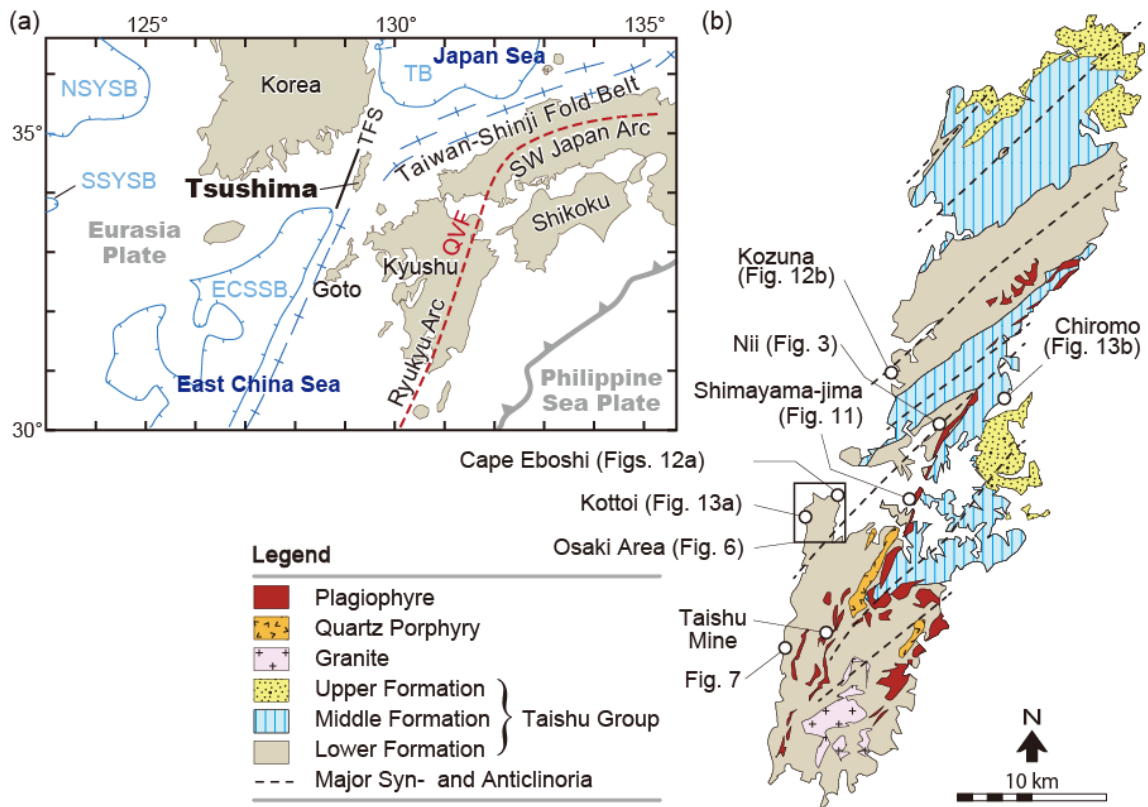 (a)
125°
130°
135°
Japan Sea
NSYSB
Korea
TB
35°
TFS
Taiwan-Shinji Fold Belt
SW Japan Arc
Tsushima
SSYSB
Eurasia
Plate
Shikoku
QVF
Kyushu
ECSSB
Goto
Ryukyu Arc
East China Sea
Philippine
Sea Plate
30°
(b)
Kozuna
(Fig. 12b)
Nii (Fig. 3)
Chiromo
(Fig. 13b)
Shimayama-jima
(Fig. 11)
Cape Eboshi (Figs. 12a)
Kottoi (Fig. 13a)
Osaki Area (Fig. 6)
Taishu
Mine
Fig. 7
Legend
Plagiophyre
Quartz Porphyry
Granite
Upper Formation
Middle Formation
Taishu Group
Lower Formation
Major Syn- and Anticlinoria
N
10 km